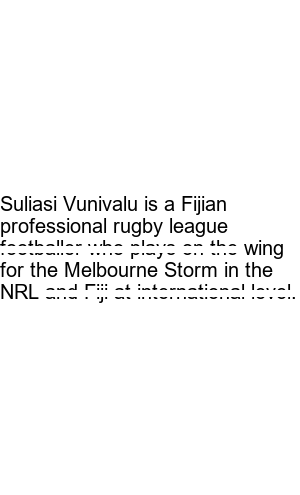 Suliasi Vunivalu is a Fijian
professional rugby league
footballer who plays on the wing
for the Melbourne Storm in the
NRL and Fiji at international level.